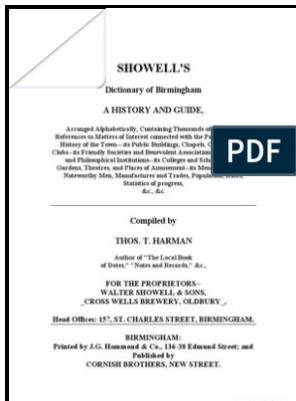 SHOWELL'S
Dictionary of Birmingham
A HISTORY AND GUIDE,
Arranged Alphabetically, Containing Thousands of
References to Matters of Interest connected with the
History of the Town--its Public Buildings, Chapels,
Clubs--its Friendly Societies and Benevolent
and Philosophical Institutions--its Colleges and
Gardens, Theatres, and Places of Amusement--its
Noteworthy Men, Manufactures and Trades,
Statistics of progress,
&c., &c.
PDF
Compiled by
THOS. T. HARMAN
Author of "The Local Book
of Dates," "Notes and Records," &c.,
FOR THE PROPRIETORS--
WALTER SHOWELL & SONS,
_CROSS WELLS BREWERY, OLDBURY_,
Head Offices: 157, ST. CHARLES STREET, BIRMINGHAM.
BIRMINGHAM:
Printed by J.G. Hammond & Co., 136-38 Edmund Street; and
Published by
CORNISH BROTHERS, NEW STREET.